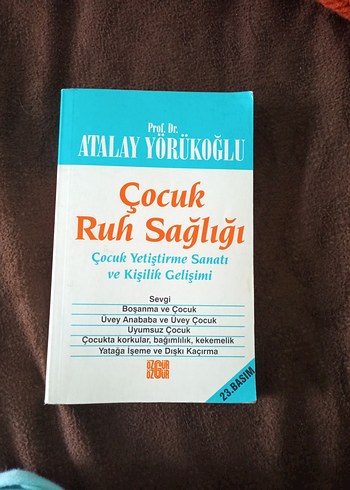 Prof. Dr.
ATALAY YÖRÜKOĞLU
Çocuk
Ruh Sağlığı
Çocuk Yetiştirme Sanatı
ve Kişilik Gelişimi
Sevgi
Boşanma ve Çocuk
Üvey Anababa ve Üvey Çocuk
Uyumsuz Çocuk
Çocukta korkular, bağımlılık, kekemelik
Yatağa İşeme ve Dışkı Kaçırma
23.BASIM